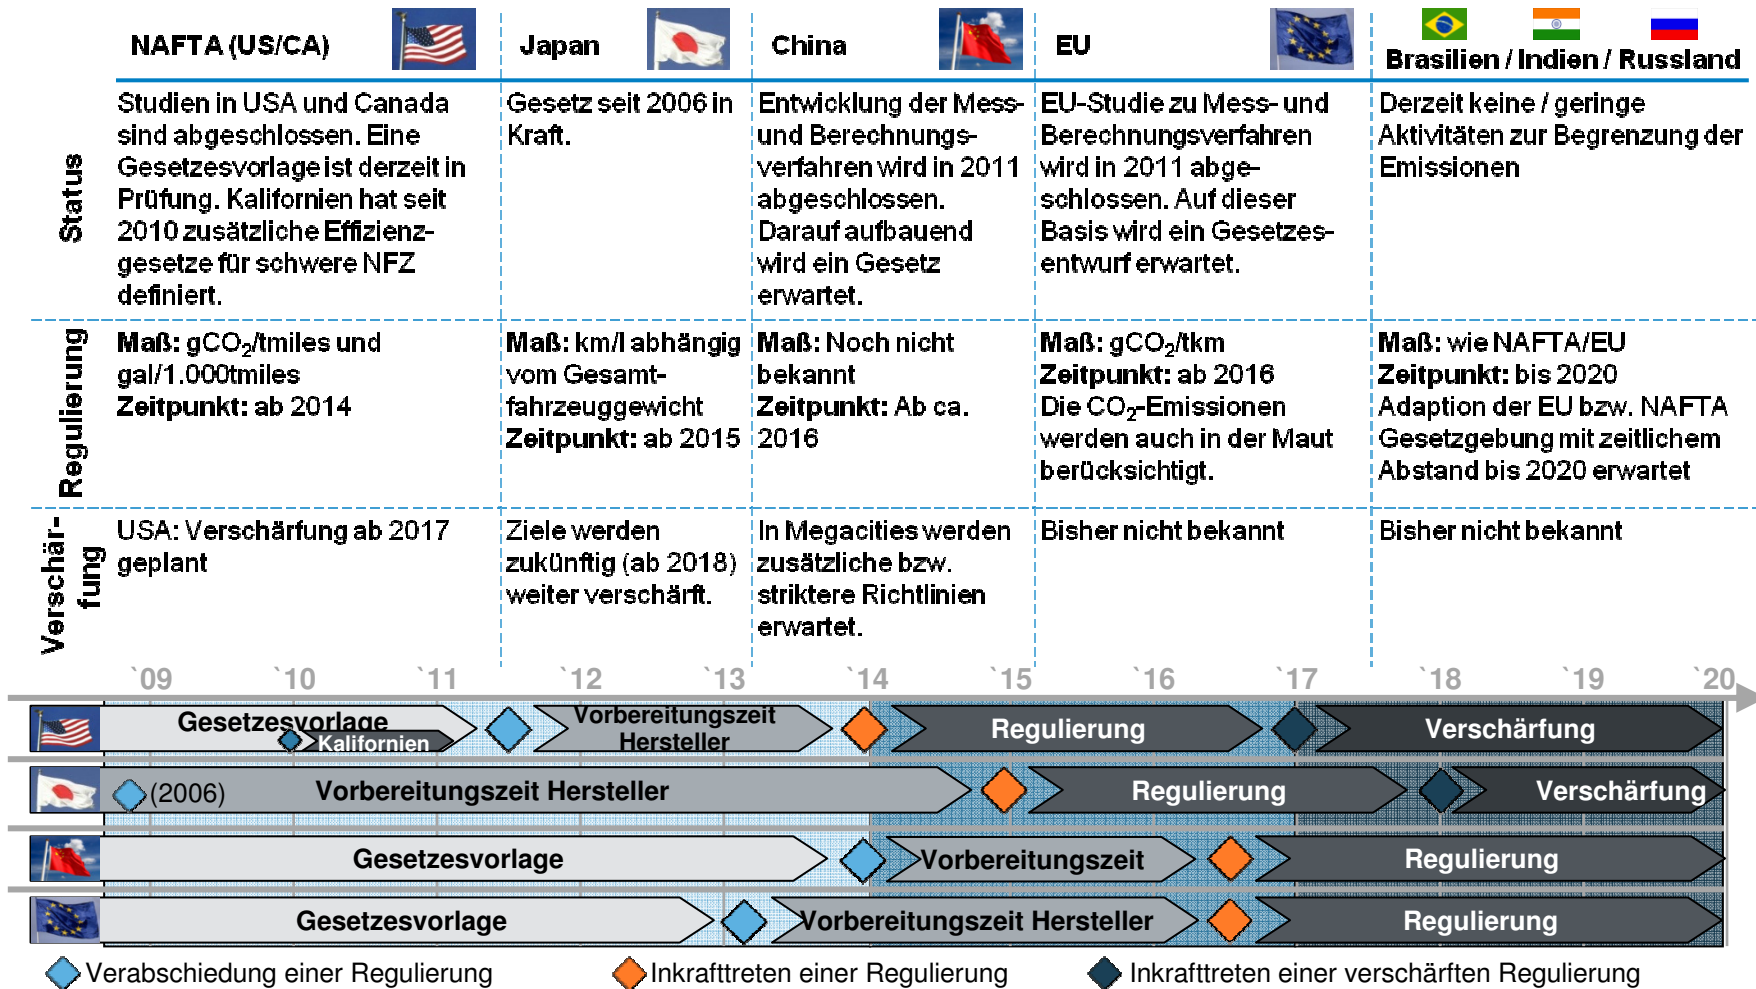 NAFTA (US/CA)
Japan
China
EU
Brasilien / Indien / Russland
Status
Studien in USA und Canada
sind abgeschlossen. Eine
Gesetzesvorlage ist derzeit in
Prüfung. Kalifornien hat seit
2010 zusätzliche Effizienz-
gesetze für schwere NFZ
definiert.
Gesetz seit 2006 in
Kraft.
Entwicklung der Mess-
und Berechnungs-
verfahren wird in 2011
abgeschlossen.
Darauf aufbauend
wird ein Gesetz
erwartet.
EU-Studie zu Mess- und
Berechnungsverfahren
wird in 2011 abge-
schlossen. Auf dieser
Basis wird ein Gesetzes-
entwurf erwartet.
Derzeit keine / geringe
Aktivitäten zur Begrenzung der
Emissionen
Regulierung
Maß: gCO₂/tmiles und
gal/1.000tmiles
Zeitpunkt: ab 2014
Maß: km/l abhängig
vom Gesamt-
fahrzeuggewicht
Zeitpunkt: ab 2015
Maß: Noch nicht
bekannt
Zeitpunkt: Ab ca.
2016
Maß: gCO₂/tkm
Zeitpunkt: ab 2016
Die CO₂-Emissionen
werden auch in der Maut
berücksichtigt.
Maß: wie NAFTA/EU
Zeitpunkt: bis 2020
Adaption der EU bzw. NAFTA
Gesetzgebung mit zeitlichem
Abstand bis 2020 erwartet
Verschär-
fung
USA: Verschärfung ab 2017
geplant
Ziele werden
zukünftig (ab 2018)
weiter verschärft.
In Megacities werden
zusätzliche bzw.
striktere Richtlinien
erwartet.
Bisher nicht bekannt
Bisher nicht bekannt
`09 `10 `11 `12 `13 `14 `15 `16 `17 `18 `19 `20
Gesetzesvorlage
Kalifornien
Vorbereitungszeit
Hersteller
Regulierung
Verschärfung
(2006)
Vorbereitungszeit Hersteller
Regulierung
Verschärfung
Gesetzesvorlage
Vorbereitungszeit
Regulierung
Gesetzesvorlage
Vorbereitungszeit Hersteller
Regulierung
Verabschiedung einer Regulierung
Inkrafttreten einer Regulierung
Inkrafttreten einer verschärften Regulierung